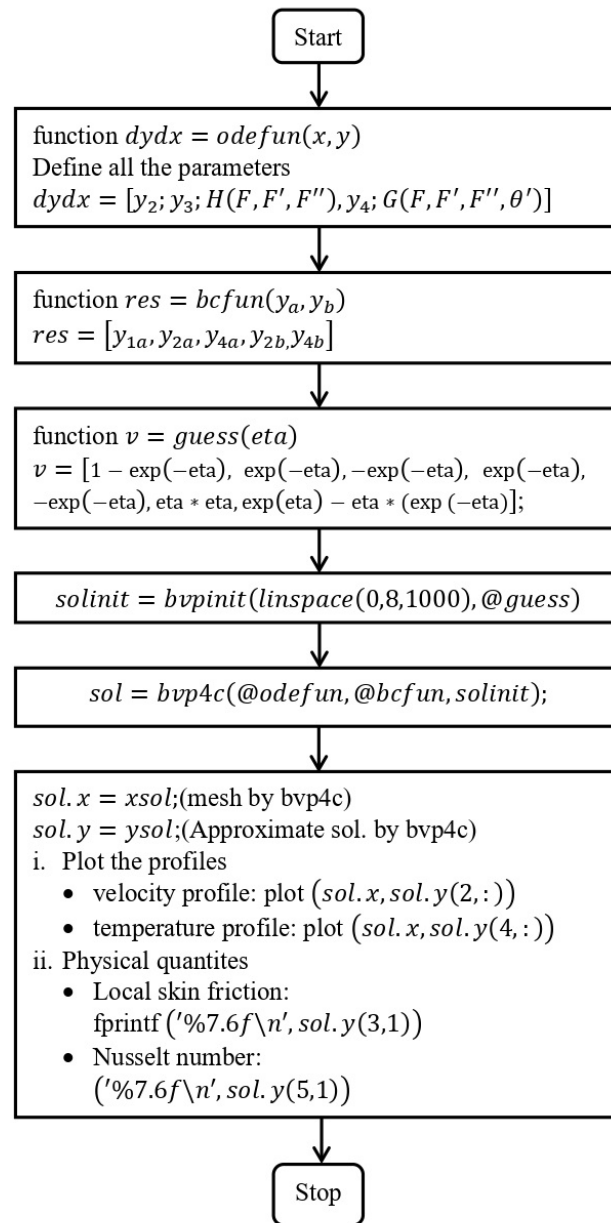 Start
function dydx = odefun(x, y)
Define all the parameters
dydx = [y₂; y₃; H(F, F′, F′′), y₄; G(F, F′, F′′, θ′)]
function res = bcfun(yₐ, y_b)
res = [y₁ₐ, y₂ₐ, y₄ₐ, y_{2b,}y_{4b}]
function v = guess(eta)
v = [1 − exp(−eta), exp(−eta), −exp(−eta), exp(−eta),
−exp(−eta), eta ∗ eta, exp(eta) − eta ∗ (exp (−eta)];
solinit = bvpinit(linspace(0,8,1000), @guess)
sol = bvp4c(@odefun, @bcfun, solinit);
sol. x = xsol;(mesh by bvp4c)
sol. y = ysol;(Approximate sol. by bvp4c)
i. Plot the profiles
• velocity profile: plot (sol. x, sol. y(2, :))
• temperature profile: plot (sol. x, sol. y(4, :))
ii. Physical quantites
• Local skin friction:
fprintf ('%7.6f\n′, sol. y(3,1))
• Nusselt number:
('%7.6f\n′, sol. y(5,1))
Stop